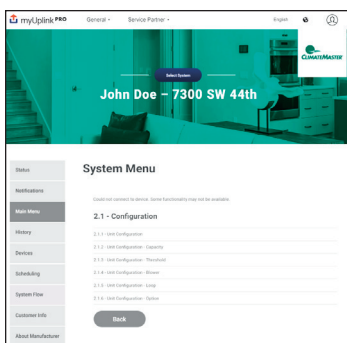 myUplink PRO
General
Service Partner
English
CLIMATEMASTER
Select System
John Doe – 7300 SW 44th
Status
Notifications
Main Menu
History
Devices
Scheduling
System Flow
Customer Info
About Manufacturer
System Menu
Could not connect to device. Some functionality may not be available.
2.1 - Configuration
2.1.1 - Unit Configuration
2.1.2 - Unit Configuration - Capacity
2.1.3 - Unit Configuration - Threshold
2.1.4 - Unit Configuration - Blower
2.1.5 - Unit Configuration - Loop
2.1.6 - Unit Configuration - Option
Back